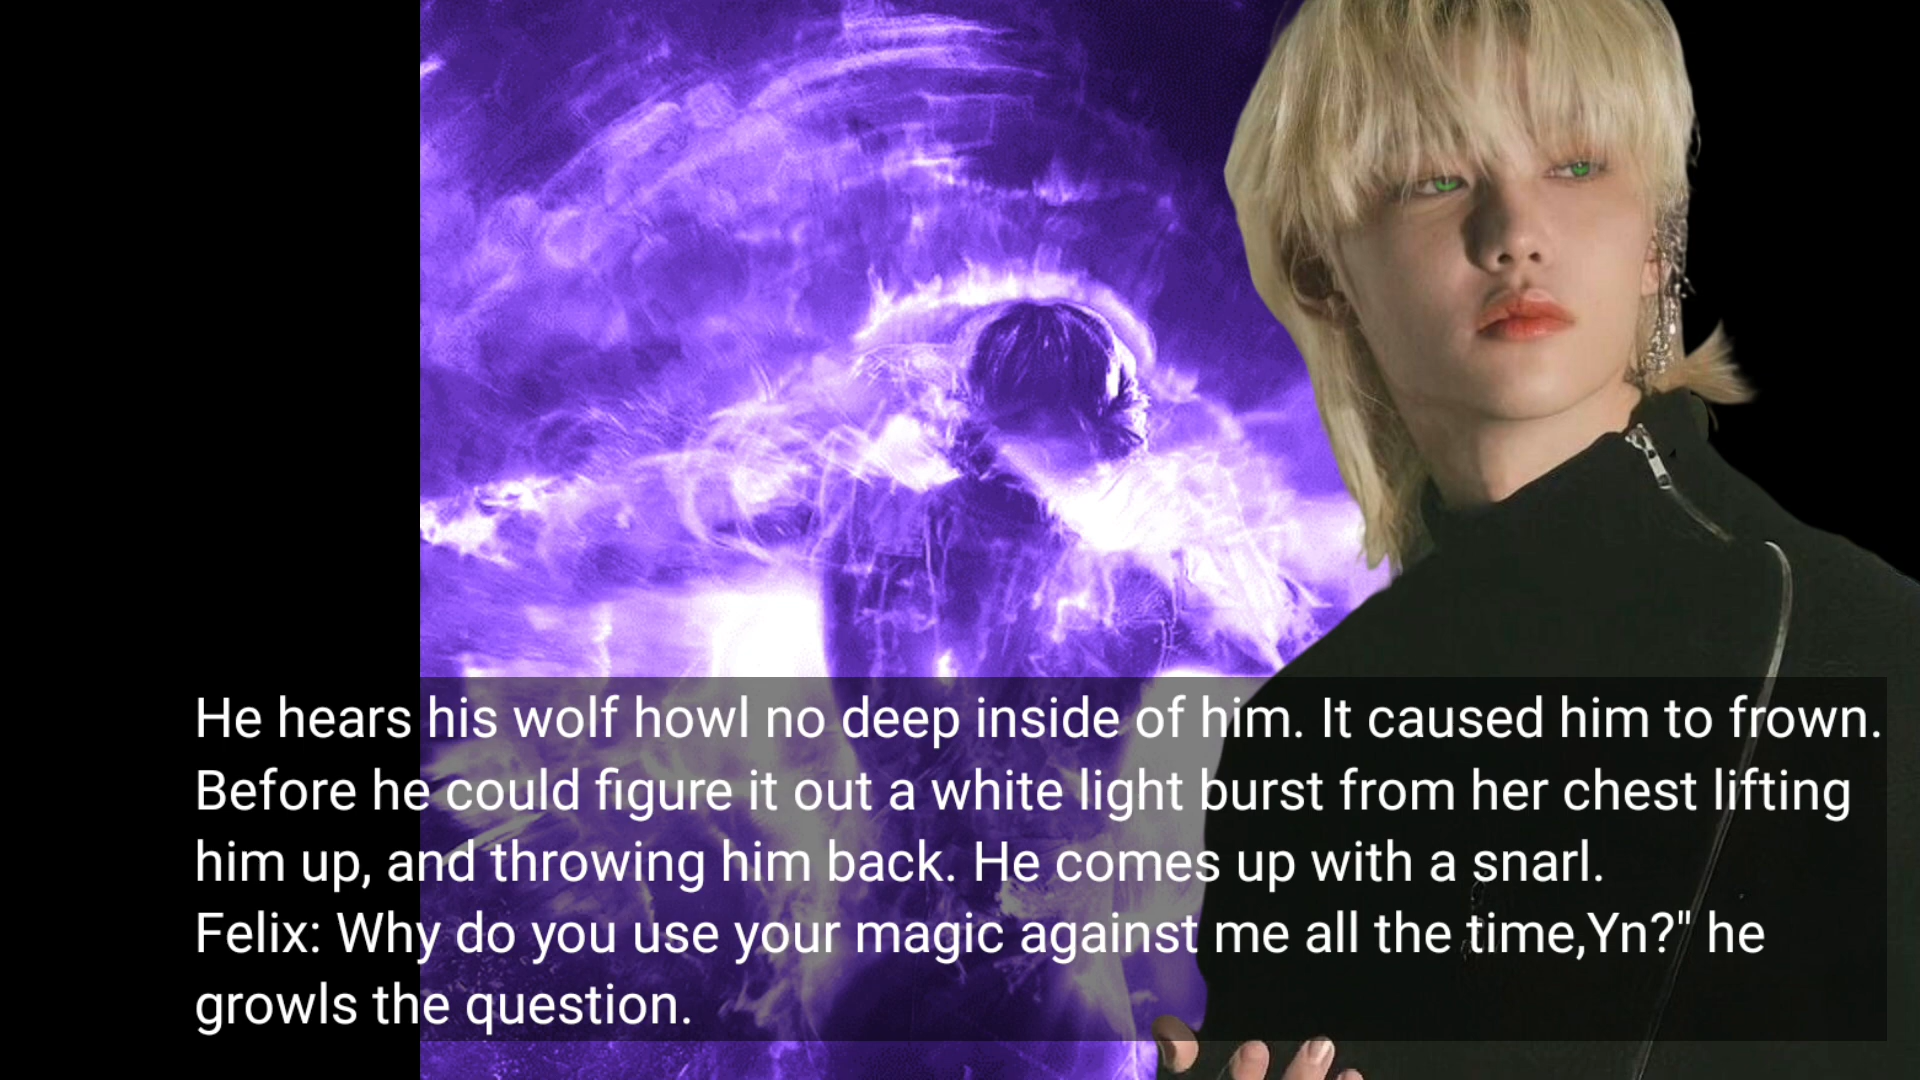 He hears his wolf howl no deep inside of him. It caused him to frown.
Before he could figure it out a white light burst from her chest lifting
him up, and throwing him back. He comes up with a snarl.
Felix: Why do you use your magic against me all the time,Yn?" he
growls the question.